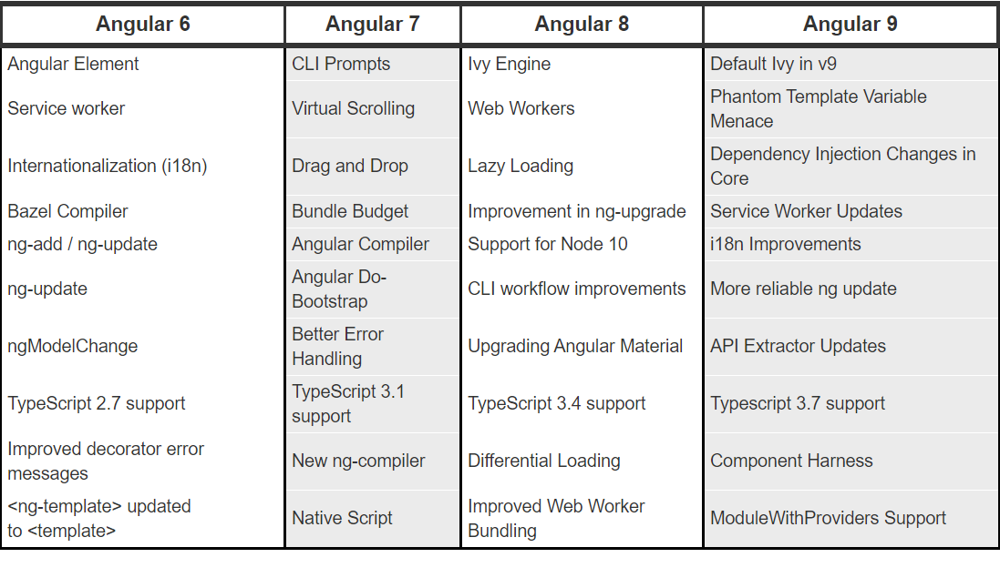 Angular 6 Angular 7 Angular 8 Angular 9
Angular Element CLI Prompts Ivy Engine Default Ivy in v9
Service worker Virtual Scrolling Web Workers Phantom Template Variable
Menace
Internationalization (i18n) Drag and Drop Lazy Loading Dependency Injection Changes in
Core
Bazel Compiler Bundle Budget Improvement in ng-upgrade Service Worker Updates
ng-add / ng-update Angular Compiler Support for Node 10 i18n Improvements
ng-update Angular Do-
Bootstrap CLI workflow improvements More reliable ng update
ngModelChange Better Error
Handling Upgrading Angular Material API Extractor Updates
TypeScript 2.7 support TypeScript 3.1
support TypeScript 3.4 support Typescript 3.7 support
Improved decorator error
messages New ng-compiler Differential Loading Component Harness
<ng-template> updated
to <template> Native Script Improved Web Worker
Bundling ModuleWithProviders Support